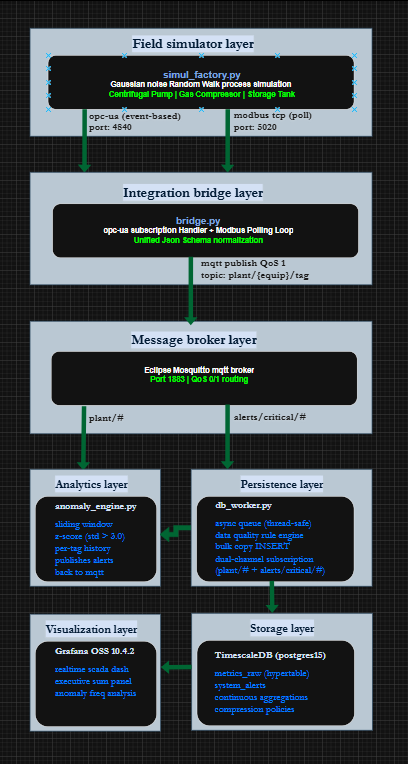 Field simulator layer
simul_factory.py
Gaussian noise Random Walk process simulation
Centrifugal Pump | Gas Compressor | Storage Tank
opc-ua (event-based)
port: 4840
modbus tcp (poll)
port: 5020
Integration bridge layer
bridge.py
opc-ua subscription Handler + Modbus Polling Loop
Unified Json Schema normalization
mqtt publish QoS 1
topic: plant/{equip}/tag
Message broker layer
Eclipse Mosquitto mqtt broker
Port 1883 | QoS 0/1 routing
plant/#
alerts/critical/#
Analytics layer
anomaly_engine.py
sliding window
z-score (std > 3.0)
per-tag history
publishes alerts
back to mqtt
Persistence layer
db_worker.py
async queue (thread-safe)
data quality rule engine
bulk copy INSERT
dual-channel subscription
(plant/# + alerts/critical/#)
Visualization layer
Grafana OSS 10.4.2
realtime scada dash
executive sum panel
anomaly freq analysis
Storage layer
TimescaleDB (postgres15)
metrics_raw (hypertable)
system_alerts
continuous aggregations
compression policies